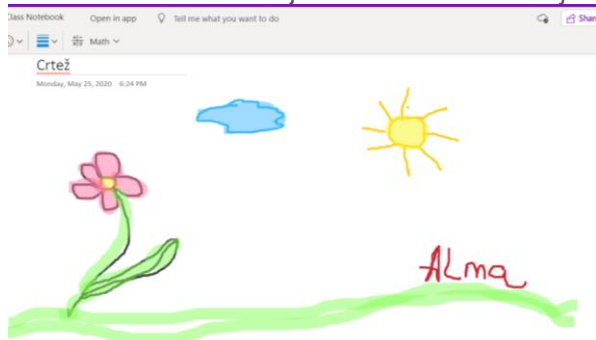 Class Notebook Open in app Tell me what you want to do Shar
Math
Crtež
Monday, May 25, 2020 6:24 PM
ALma